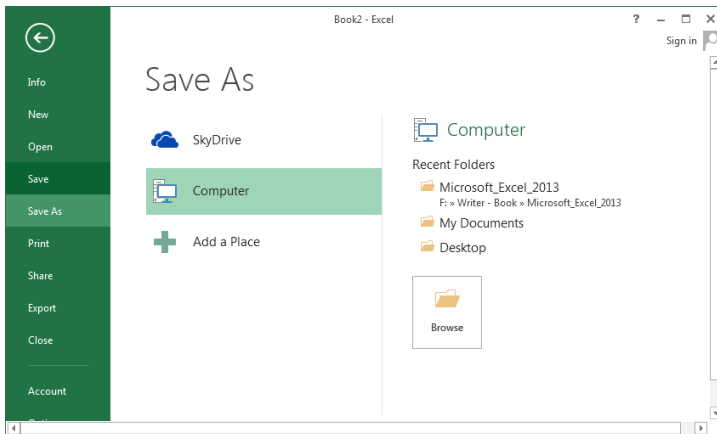 Book2 - Excel
?
Sign in
Info
New
Open
Save
Save As
Print
Share
Export
Close
Account
Save As
SkyDrive
Computer
Add a Place
Computer
Recent Folders
Microsoft_Excel_2013
F: » Writer - Book » Microsoft_Excel_2013
My Documents
Desktop
Browse